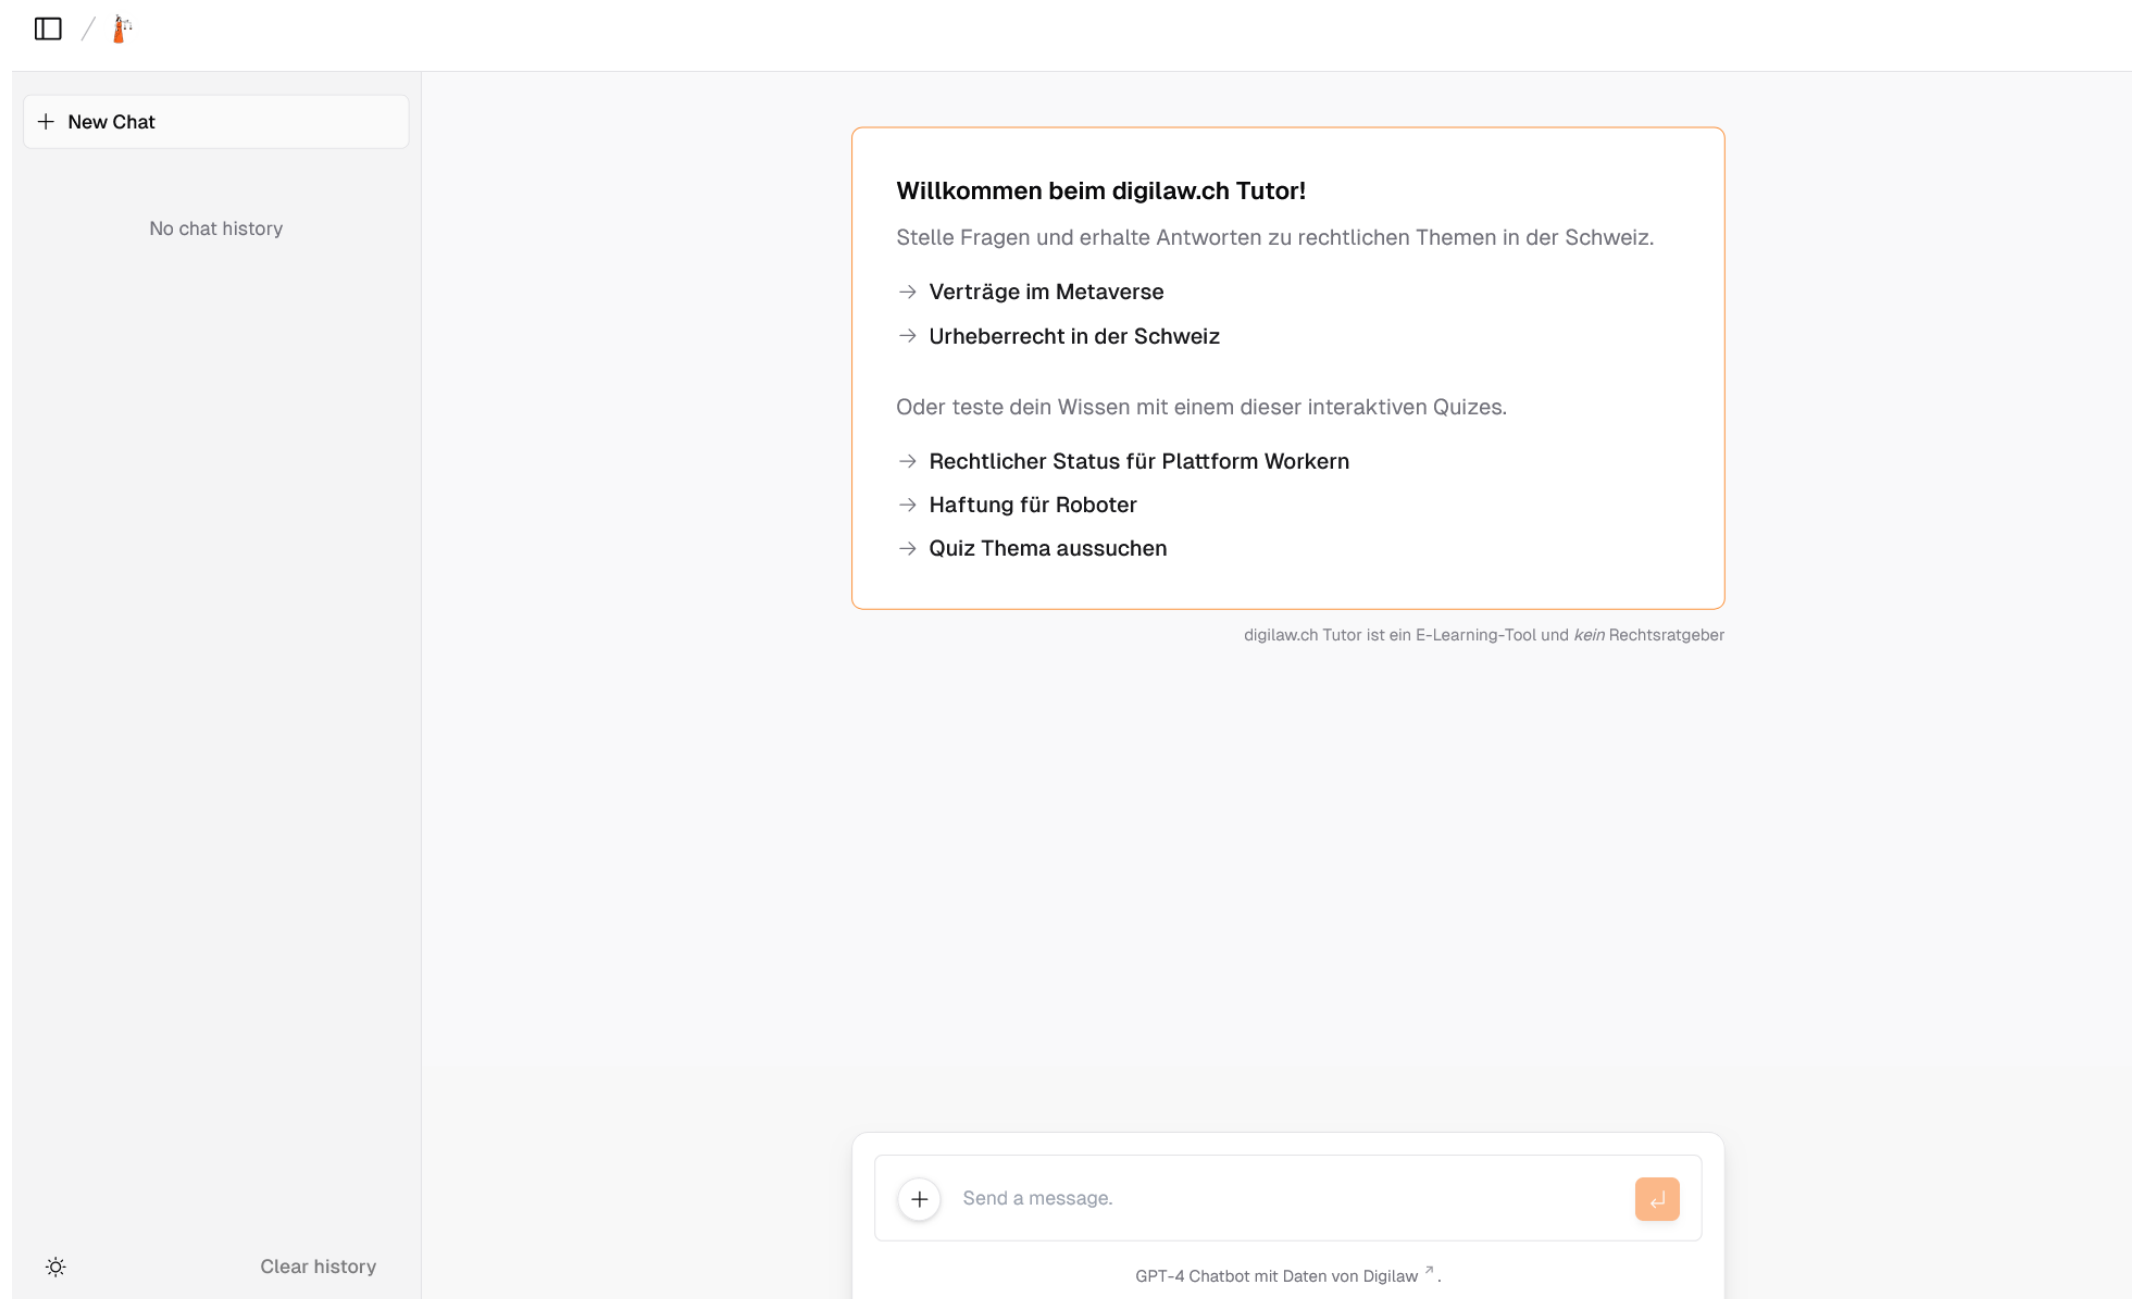 New Chat
No chat history
Willkommen beim digilaw.ch Tutor!
Stelle Fragen und erhalte Antworten zu rechtlichen Themen in der Schweiz.
→ Verträge im Metaverse
→ Urheberrecht in der Schweiz
Oder teste dein Wissen mit einem dieser interaktiven Quizes.
→ Rechtlicher Status für Plattform Workern
→ Haftung für Roboter
→ Quiz Thema aussuchen
digilaw.ch Tutor ist ein E-Learning-Tool und kein Rechtsratgeber
Send a message.
GPT-4 Chatbot mit Daten von Digilaw ↗ .
Clear history